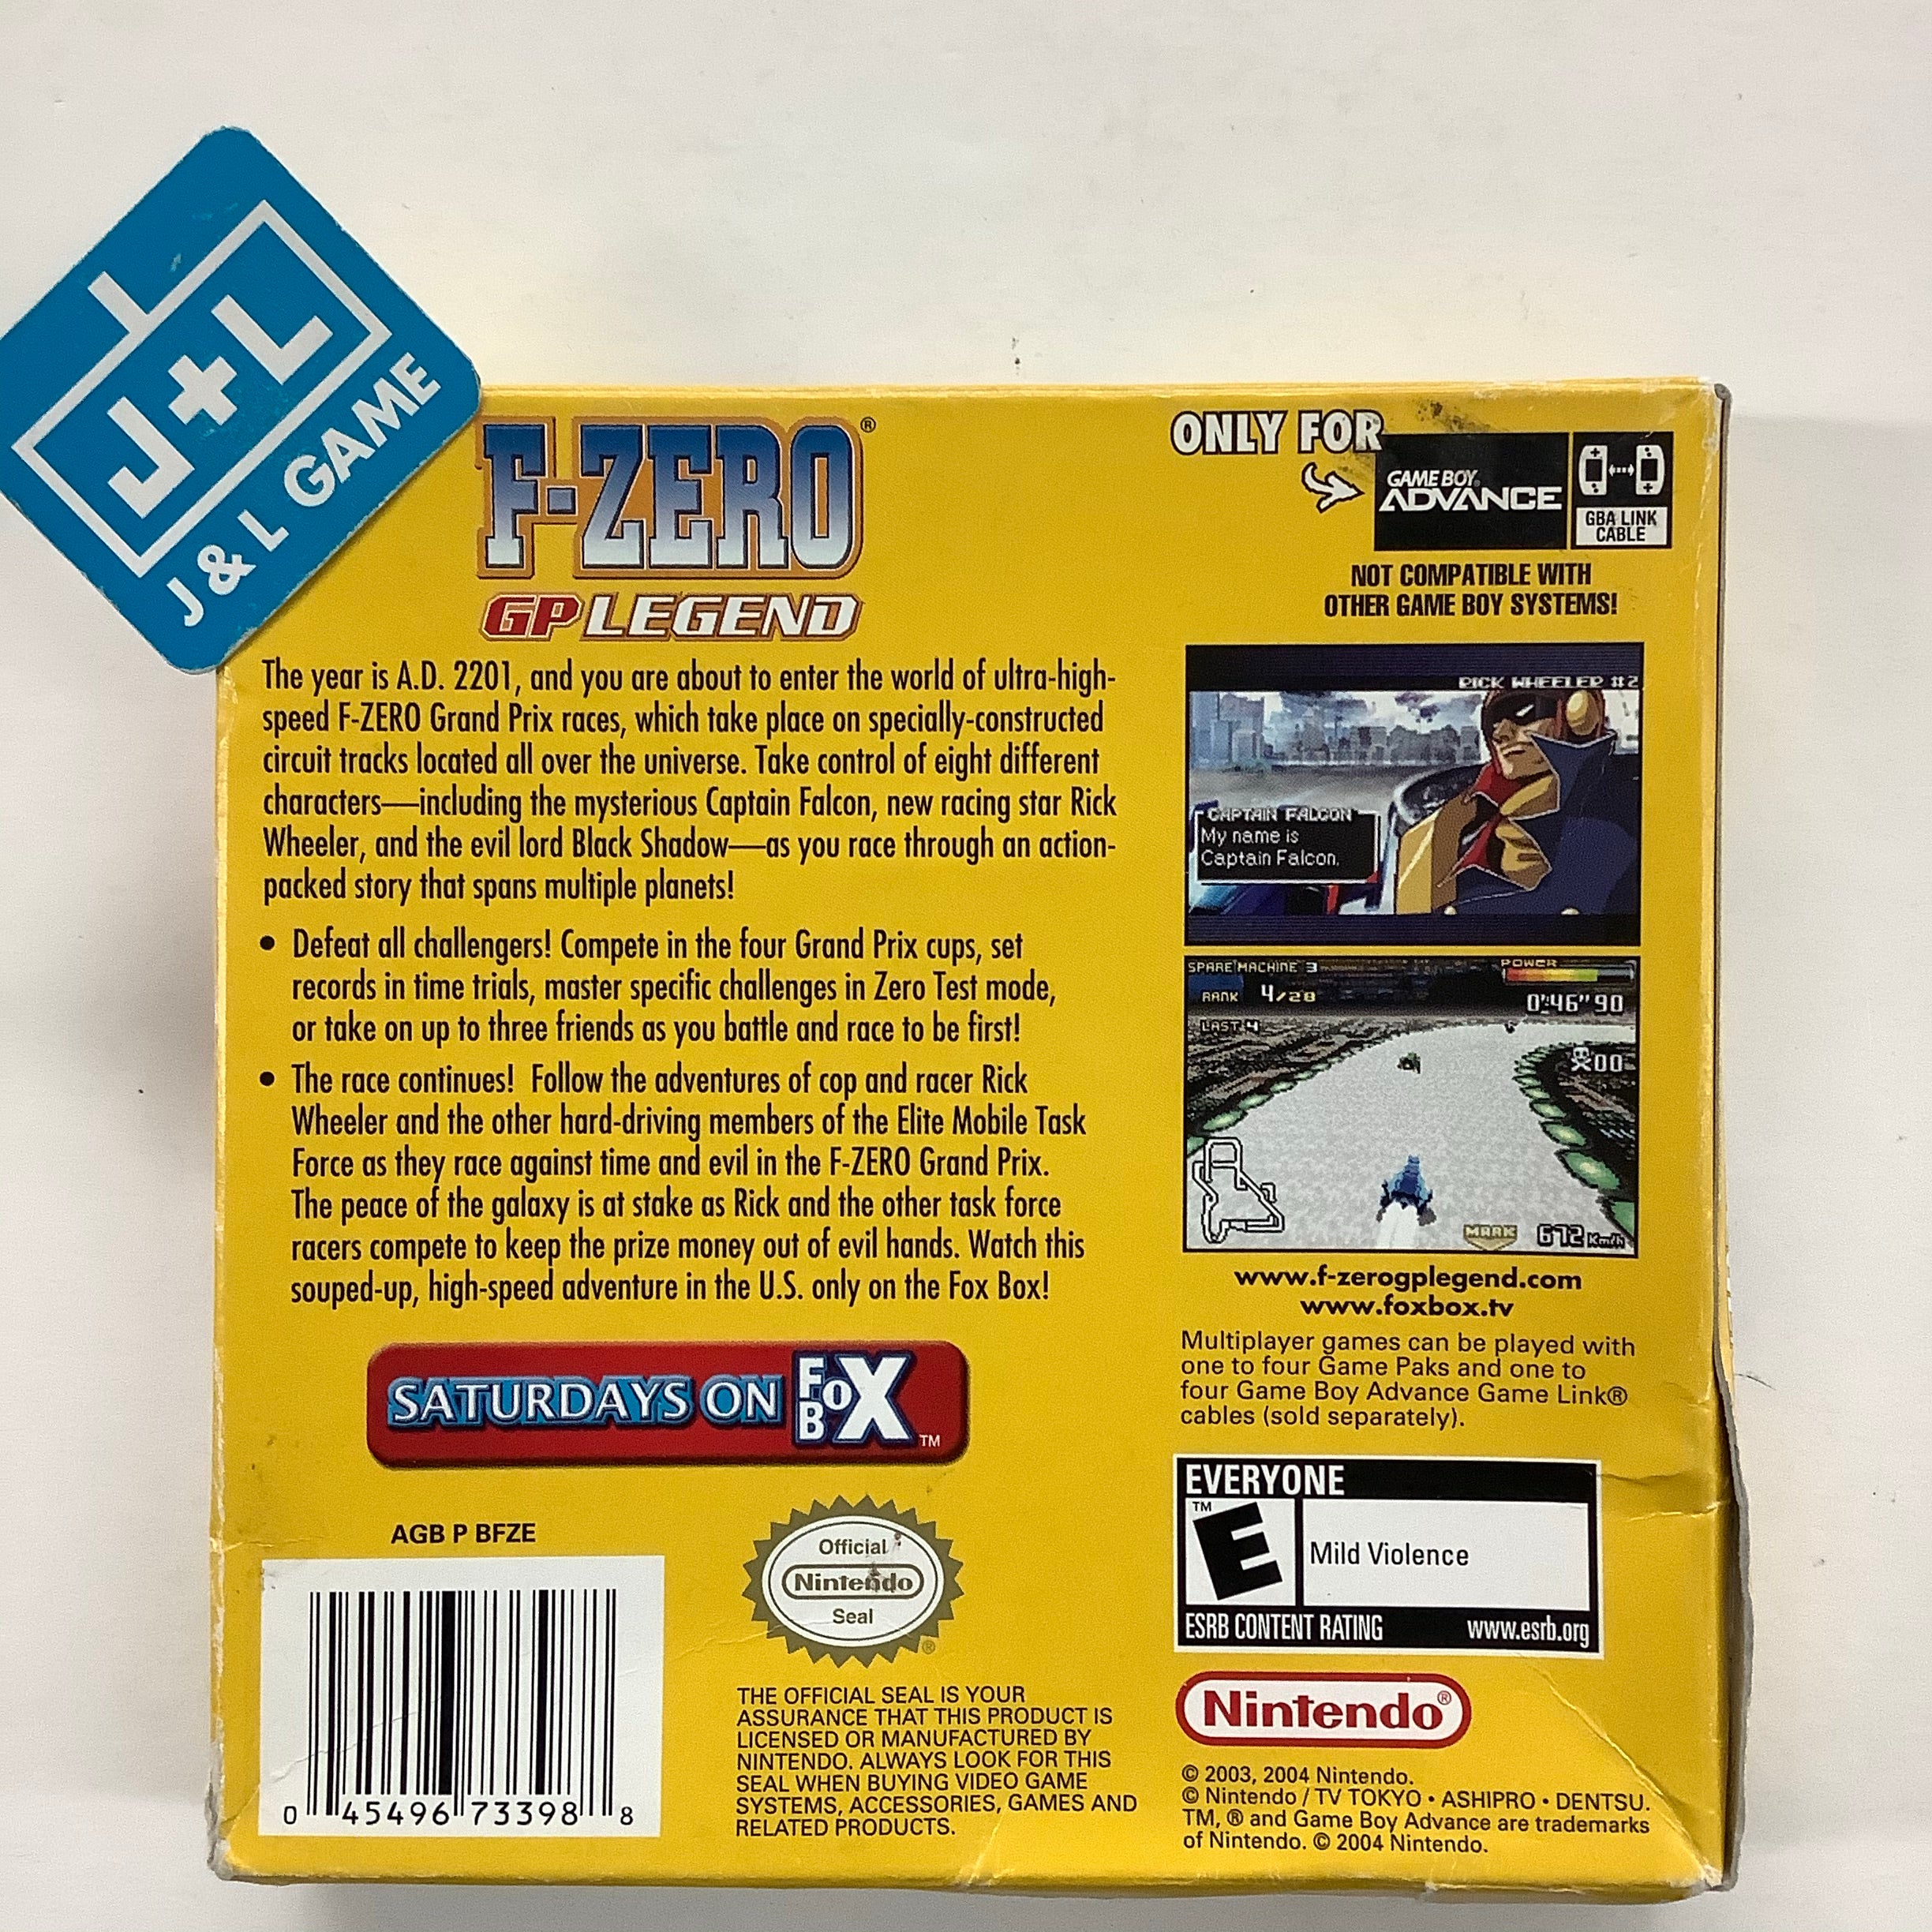 J+L
J & L GAME
F-ZERO®
GP LEGEND
The year is A.D. 2201, and you are about to enter the world of ultra-high-
speed F-ZERO Grand Prix races, which take place on specially-constructed
circuit tracks located all over the universe. Take control of eight different
characters—including the mysterious Captain Falcon, new racing star Rick
Wheeler, and the evil lord Black Shadow—as you race through an action-
packed story that spans multiple planets!
• Defeat all challengers! Compete in the four Grand Prix cups, set
records in time trials, master specific challenges in Zero Test mode,
or take on up to three friends as you battle and race to be first!
• The race continues! Follow the adventures of cop and racer Rick
Wheeler and the other hard-driving members of the Elite Mobile Task
Force as they race against time and evil in the F-ZERO Grand Prix.
The peace of the galaxy is at stake as Rick and the other task force
racers compete to keep the prize money out of evil hands. Watch this
souped-up, high-speed adventure in the U.S. only on the Fox Box!
SATURDAYS ON FOX BOX™
AGB P BFZE
0 45496 73398 8
Official
Nintendo
Seal
®
THE OFFICIAL SEAL IS YOUR
ASSURANCE THAT THIS PRODUCT IS
LICENSED OR MANUFACTURED BY
NINTENDO. ALWAYS LOOK FOR THIS
SEAL WHEN BUYING VIDEO GAME
SYSTEMS, ACCESSORIES, GAMES AND
RELATED PRODUCTS.
ONLY FOR
GAME BOY®
ADVANCE
GBA LINK
CABLE
NOT COMPATIBLE WITH
OTHER GAME BOY SYSTEMS!
RICK WHEELER #2
CAPTAIN FALCON
My name is
Captain Falcon.
SPARE MACHINE 3
POWER
RANK 4/28
0'46"90
LAST 4
00
MARK
672 Km/h
www.f-zerogplegend.com
www.foxbox.tv
Multiplayer games can be played with
one to four Game Paks and one to
four Game Boy Advance Game Link®
cables (sold separately).
EVERYONE
™
E
Mild Violence
ESRB CONTENT RATING www.esrb.org
Nintendo®
© 2003, 2004 Nintendo.
© Nintendo / TV TOKYO • ASHIPRO • DENTSU.
TM, ® and Game Boy Advance are trademarks
of Nintendo. © 2004 Nintendo.